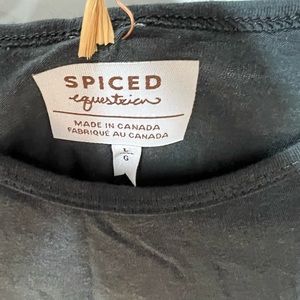 SPICED
equestrian
MADE IN CANADA
FABRIQUÉ AU CANADA
L
G